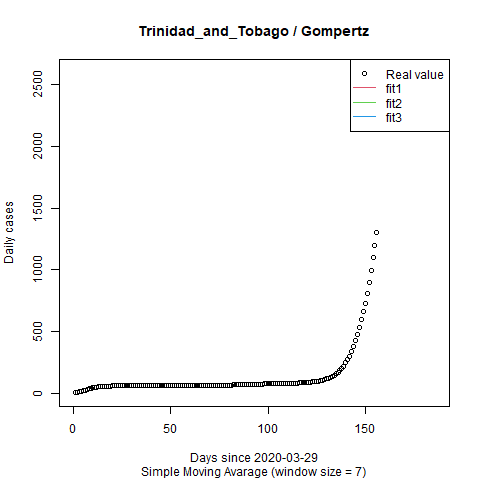 Trinidad_and_Tobago / Gompertz
Real value
fit1
fit2
fit3
Daily cases
2500
2000
1500
1000
500
0
0
50
100
150
Days since 2020-03-29
Simple Moving Avarage (window size = 7)